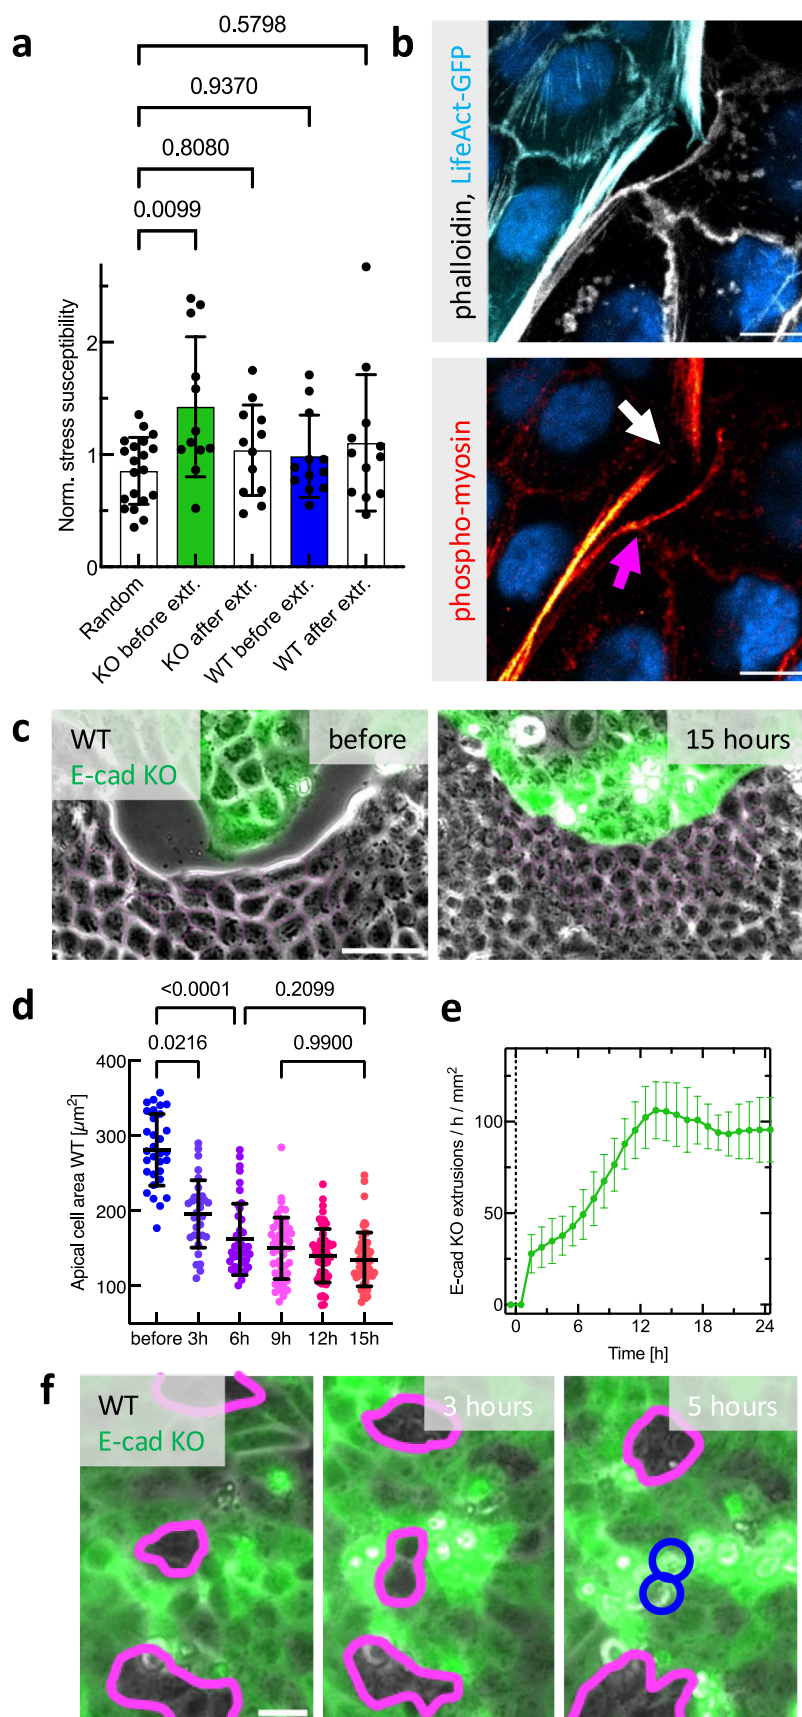 a
0.5798
0.9370
0.8080
0.0099
Norm. stress susceptibility
2
1
0
Random
KO before extr.
KO after extr.
WT before extr.
WT after extr.
b
phalloidin, LifeAct-GFP
phospho-myosin
c
WT
E-cad KO
before
15 hours
d
<0.0001
0.2099
0.0216
0.9900
Apical cell area WT [µm²]
400
300
200
100
before 3h 6h 9h 12h 15h
e
E-cad KO extrusions / h / mm²
100
50
0
0 6 12 18 24
Time [h]
f
WT
E-cad KO
3 hours
5 hours